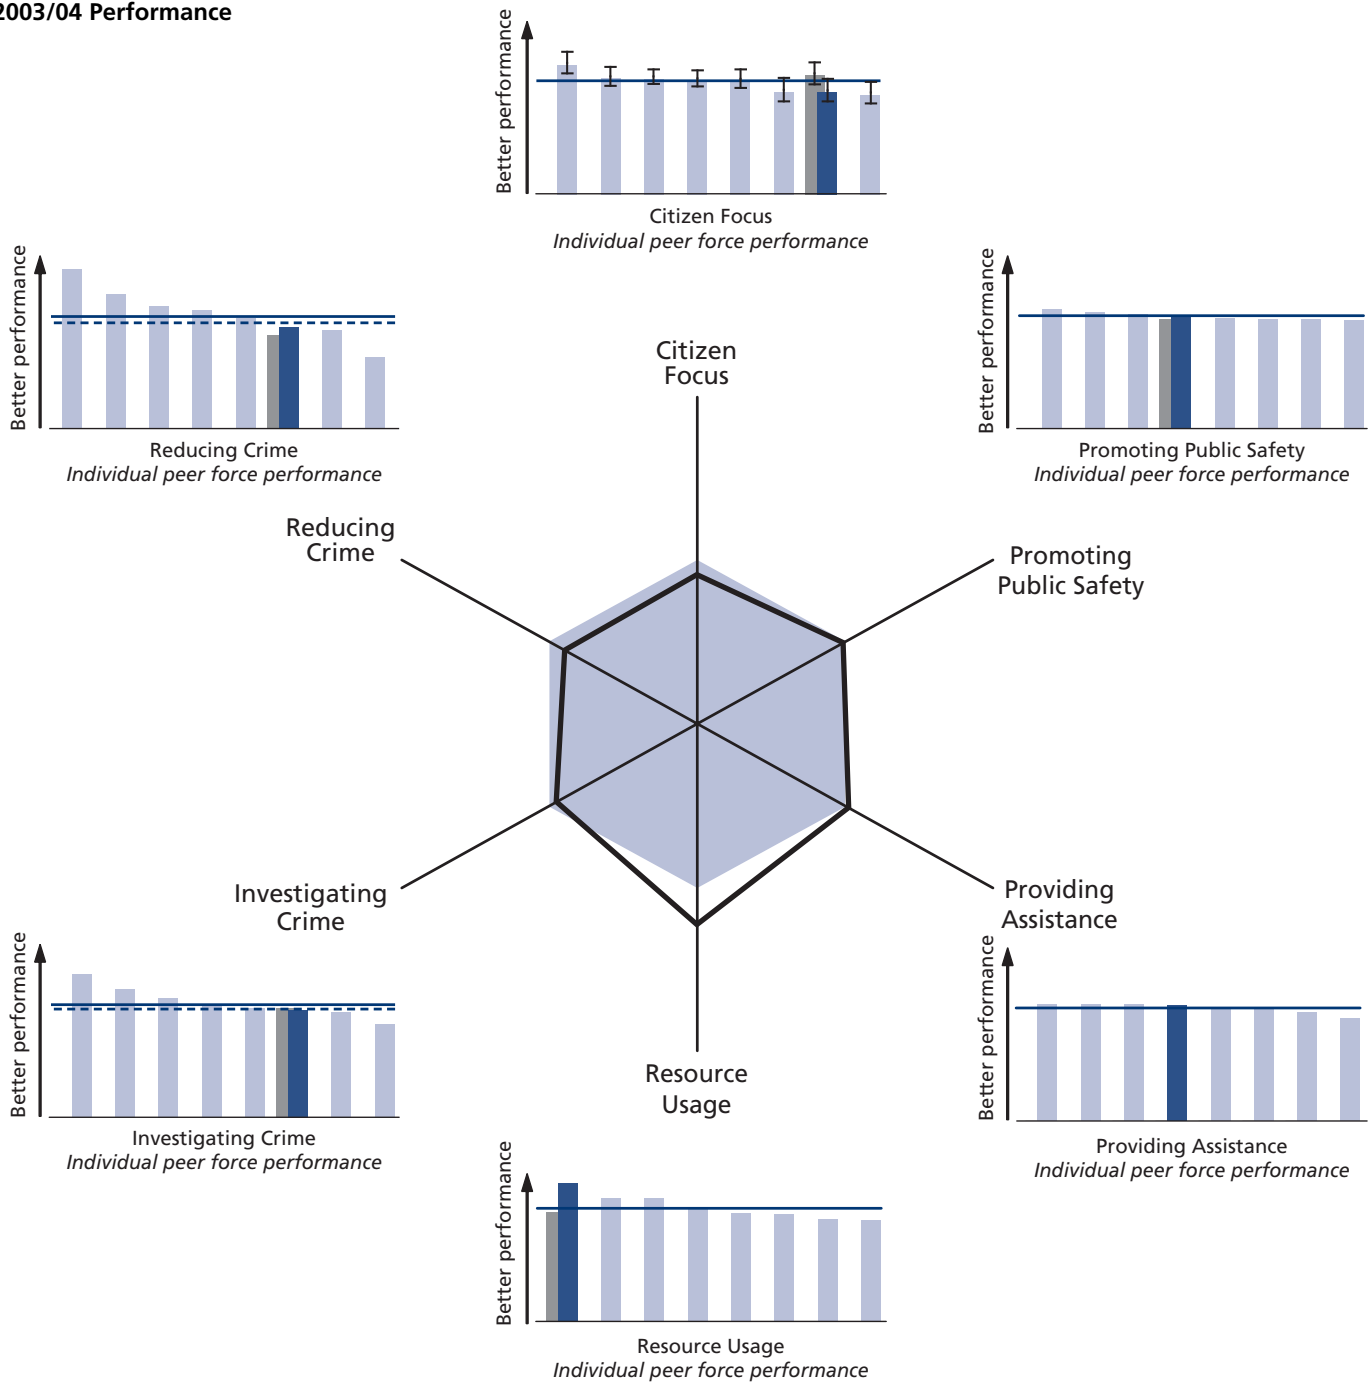 2003/04 Performance
Better performance
Citizen Focus
Individual peer force performance
Better performance
Reducing Crime
Individual peer force performance
Better performance
Promoting Public Safety
Individual peer force performance
Citizen
Focus
Reducing
Crime
Promoting
Public Safety
Investigating
Crime
Providing
Assistance
Resource
Usage
Better performance
Investigating Crime
Individual peer force performance
Better performance
Providing Assistance
Individual peer force performance
Better performance
Resource Usage
Individual peer force performance